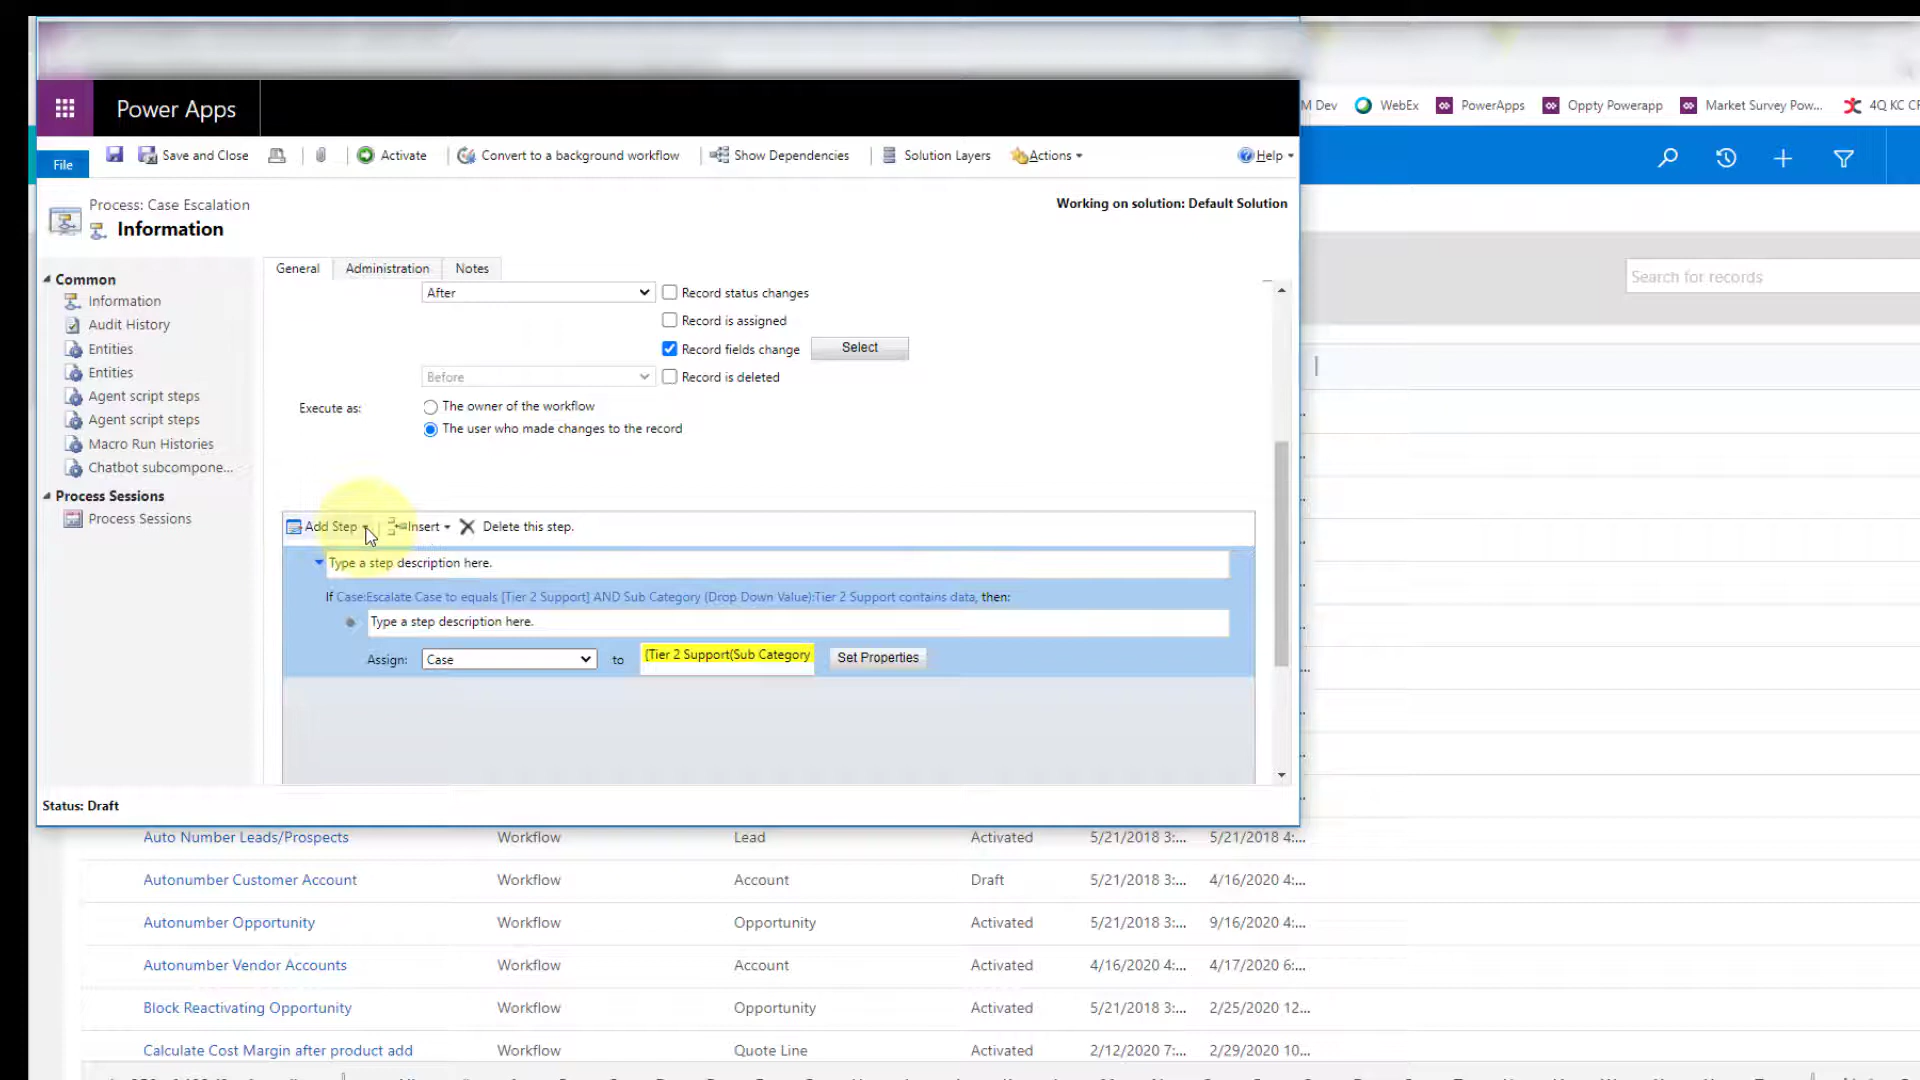 Power Apps
M Dev
WebEx
PowerApps
Oppty Powerapp
Market Survey Pow...
4Q KC CF
File
Save and Close
Activate
Convert to a background workflow
Show Dependencies
Solution Layers
Actions
Help
Process: Case Escalation
Information
Working on solution: Default Solution
Search for records
Common
Information
Audit History
Entities
Entities
Agent script steps
Agent script steps
Macro Run Histories
Chatbot subcompone...
Process Sessions
Process Sessions
General
Administration
Notes
After
Record status changes
Record is assigned
Record fields change
Select
Before
Record is deleted
Execute as:
The owner of the workflow
The user who made changes to the record
Add Step
Insert
Delete this step.
Type a step description here.
If Case:Escalate Case to equals [Tier 2 Support] AND Sub Category (Drop Down Value):Tier 2 Support contains data, then:
Type a step description here.
Assign:
Case
to
{Tier 2 Support(Sub Category
Set Properties
Status: Draft
Auto Number Leads/Prospects Workflow Lead Activated 5/21/2018 3:... 5/21/2018 4:...
Autonumber Customer Account Workflow Account Draft 5/21/2018 3:... 4/16/2020 4:...
Autonumber Opportunity Workflow Opportunity Activated 5/21/2018 3:... 9/16/2020 4:...
Autonumber Vendor Accounts Workflow Account Activated 4/16/2020 4:... 4/17/2020 6:...
Block Reactivating Opportunity Workflow Opportunity Activated 5/21/2018 3:... 2/25/2020 12...
Calculate Cost Margin after product add Workflow Quote Line Activated 2/12/2020 7:... 2/29/2020 10...